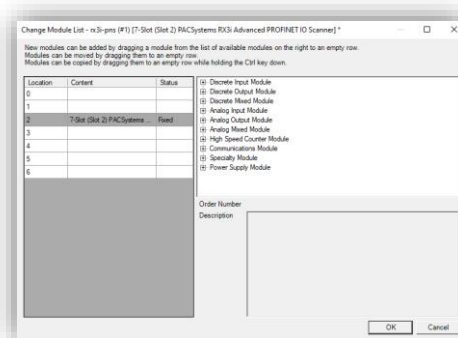 Change Module List - rx3i-pns (#1) [7-Slot (Slot 2) PACSystems RX3i Advanced PROFINET IO Scanner] *
New modules can be added by dragging a module from the list of available modules on the right to an empty row.
Modules can be moved by dragging them to an empty row.
Modules can be copied by dragging them to an empty row while holding the Ctrl key down.
Location Content Status
0
1
2 7-Slot (Slot 2) PACSystems ... Fixed
3
4
5
6
Discrete Input Module
Discrete Output Module
Discrete Mixed Module
Analog Input Module
Analog Output Module
Analog Mixed Module
High Speed Counter Module
Communications Module
Specialty Module
Power Supply Module
Order Number
Description
OK Cancel